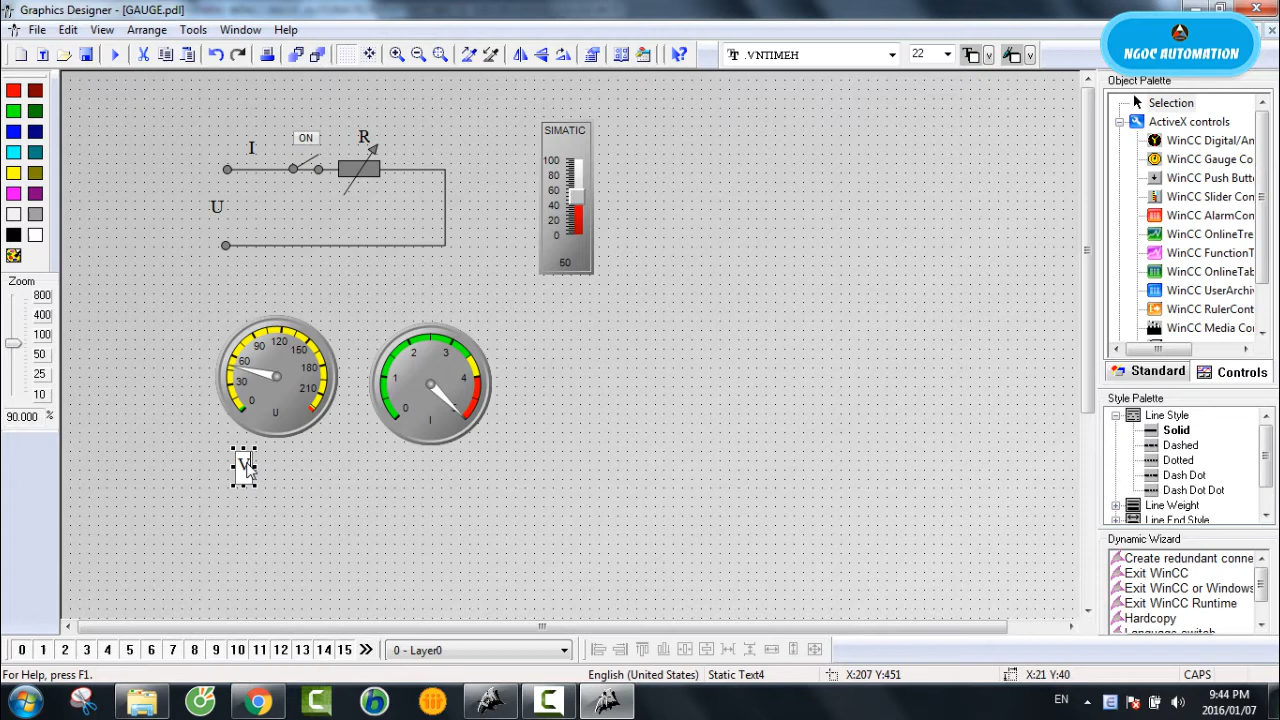 Graphics Designer - [GAUGE.pdl]
NGOC AUTOMATION
File Edit View Arrange Tools Window Help
.VNTIMEH 22
Object Palette
Selection
ActiveX controls
WinCC Digital/An
WinCC Gauge Co
WinCC Push Butt
WinCC Slider Con
WinCC AlarmCon
WinCC OnlineTre
WinCC FunctionT
WinCC OnlineTab
WinCC UserArchi
WinCC RulerCont
WinCC Media Con
Standard Controls
Style Palette
Line Style
Solid
Dashed
Dotted
Dash Dot
Dash Dot Dot
Line Weight
Line End Style
Dynamic Wizard
Create redundant conne
Exit WinCC
Exit WinCC or Windows
Exit WinCC Runtime
Hardcopy
Language switch
Zoom
800
400
100
50
25
10
90.000 %
I ON R
U
SIMATIC
100
80
60
40
20
0
50
0 30 60 90 120 150 180 210
U
0 1 2 3 4
I
V
0 1 2 3 4 5 6 7 8 9 10 11 12 13 14 15 0 - Layer0
For Help, press F1. English (United States) Static Text4 X:207 Y:451 X:21 Y:40 CAPS
EN 9:44 PM
2016/01/07